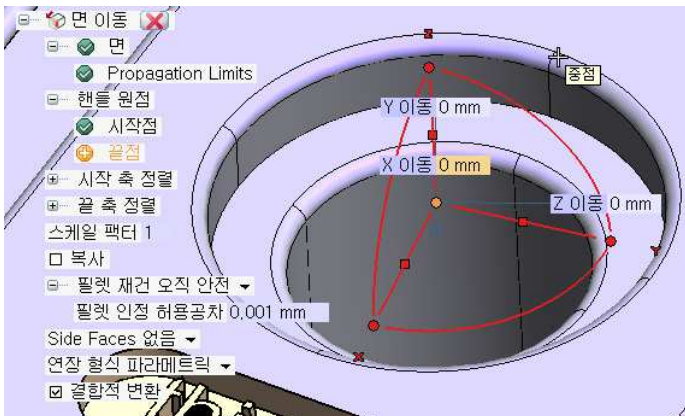 면 이동
면
Propagation Limits
핸들 원점
시작점
끝점
시작 축 정렬
끝 축 정렬
스케일 팩터 1
복사
필렛 재건 오직 안전
필렛 인정 허용공차 0,001 mm
Side Faces 없음
연장 형식 파라메트릭
결합적 변환
Z
중점
Y 이동 0 mm
X 이동 0 mm
Z 이동 0 mm
Y
X